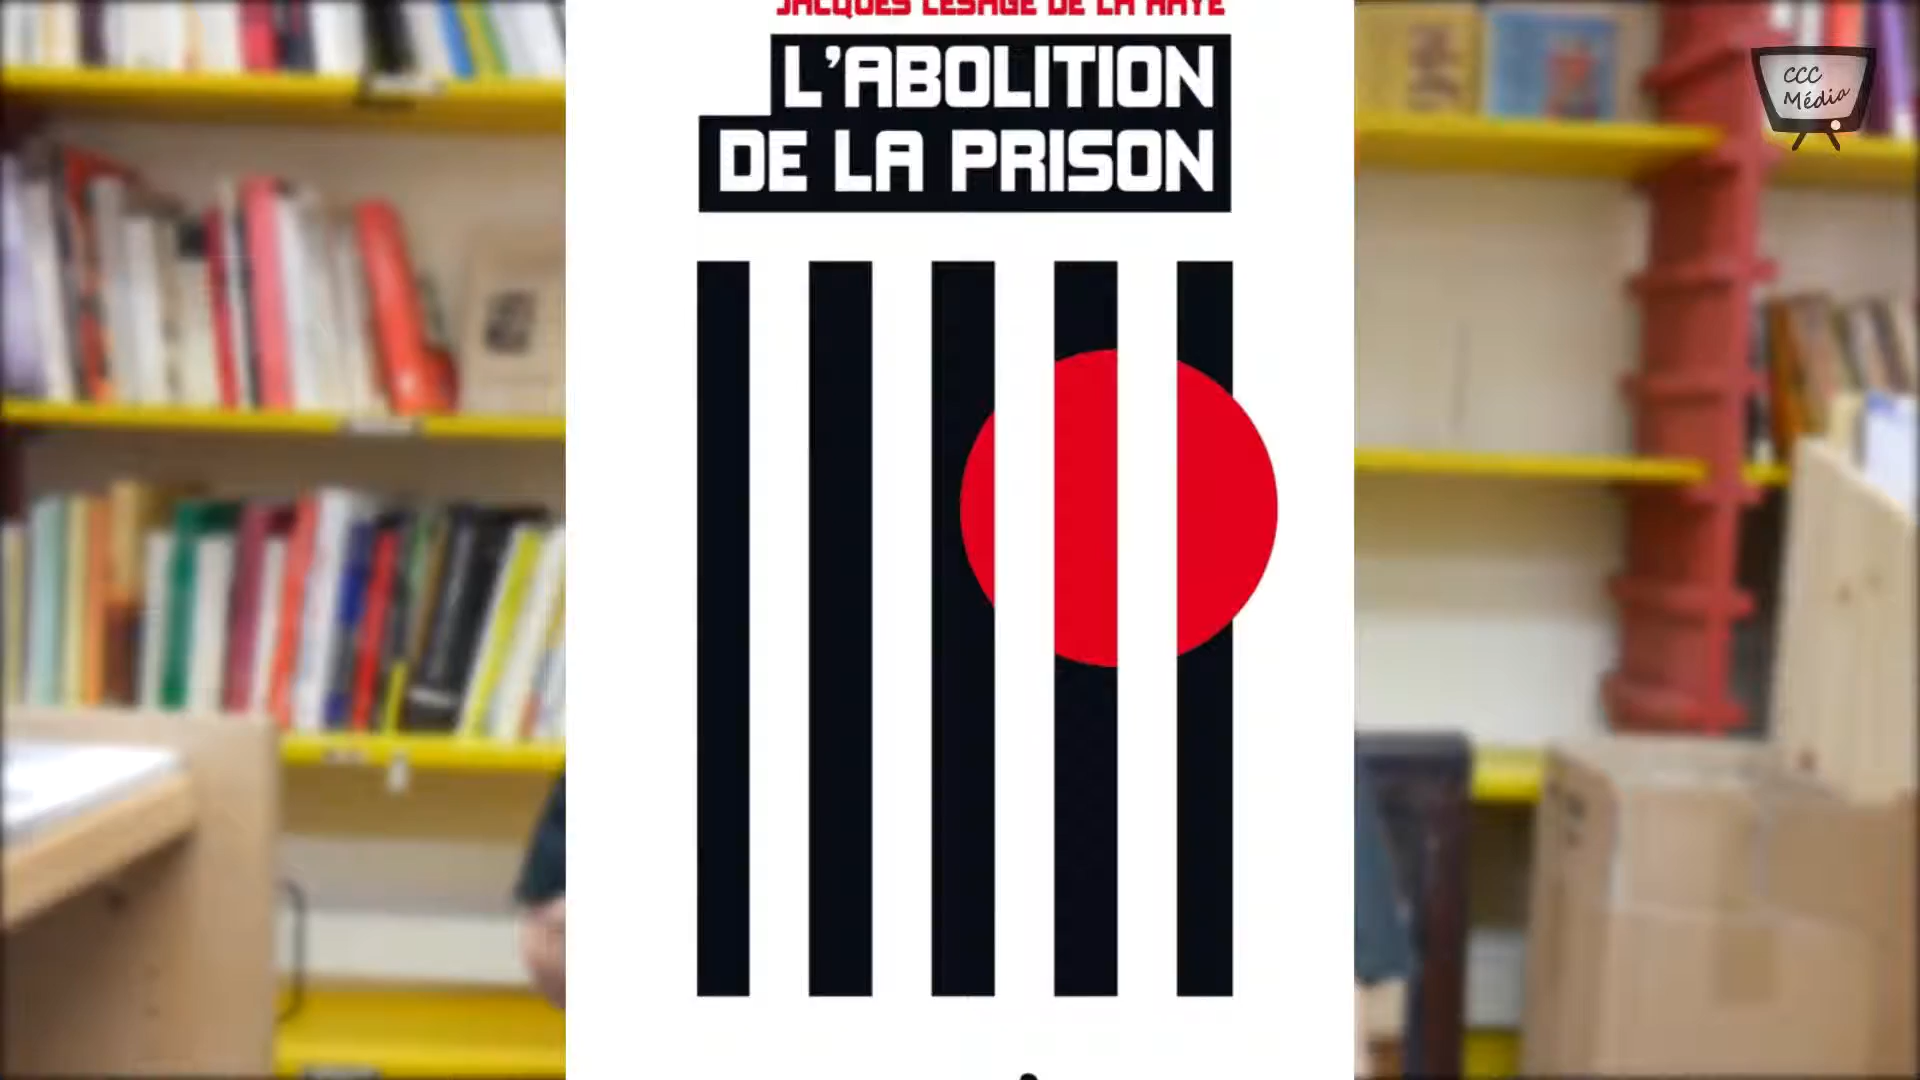 JACQUES LESAGE DE LA HAYE
L'ABOLITION
DE LA PRISON
CCC
Média